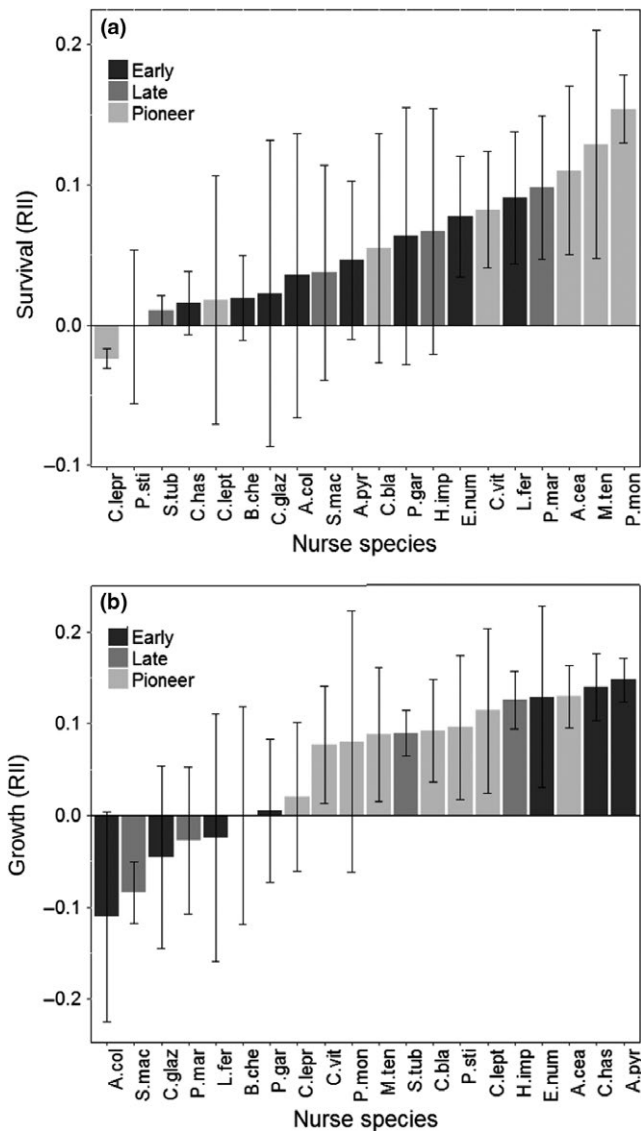 (a)
Early
Late
Pioneer
0.2
0.1
0.0
−0.1
Survival (RII)
C.lepr
P.sti
S.tub
C.has
C.lept
B.che
C.glaz
A.col
S.mac
A.pyr
C.bla
P.gar
H.imp
E.num
C.vit
L.fer
P.mar
A.cea
M.ten
P.mon
Nurse species
(b)
Early
Late
Pioneer
0.2
0.1
0.0
−0.1
−0.2
Growth (RII)
A.col
S.mac
C.glaz
P.mar
L.fer
B.che
P.gar
C.lepr
C.vit
P.mon
M.ten
S.tub
C.bla
P.sti
C.lept
H.imp
E.num
A.cea
C.has
A.pyr
Nurse species